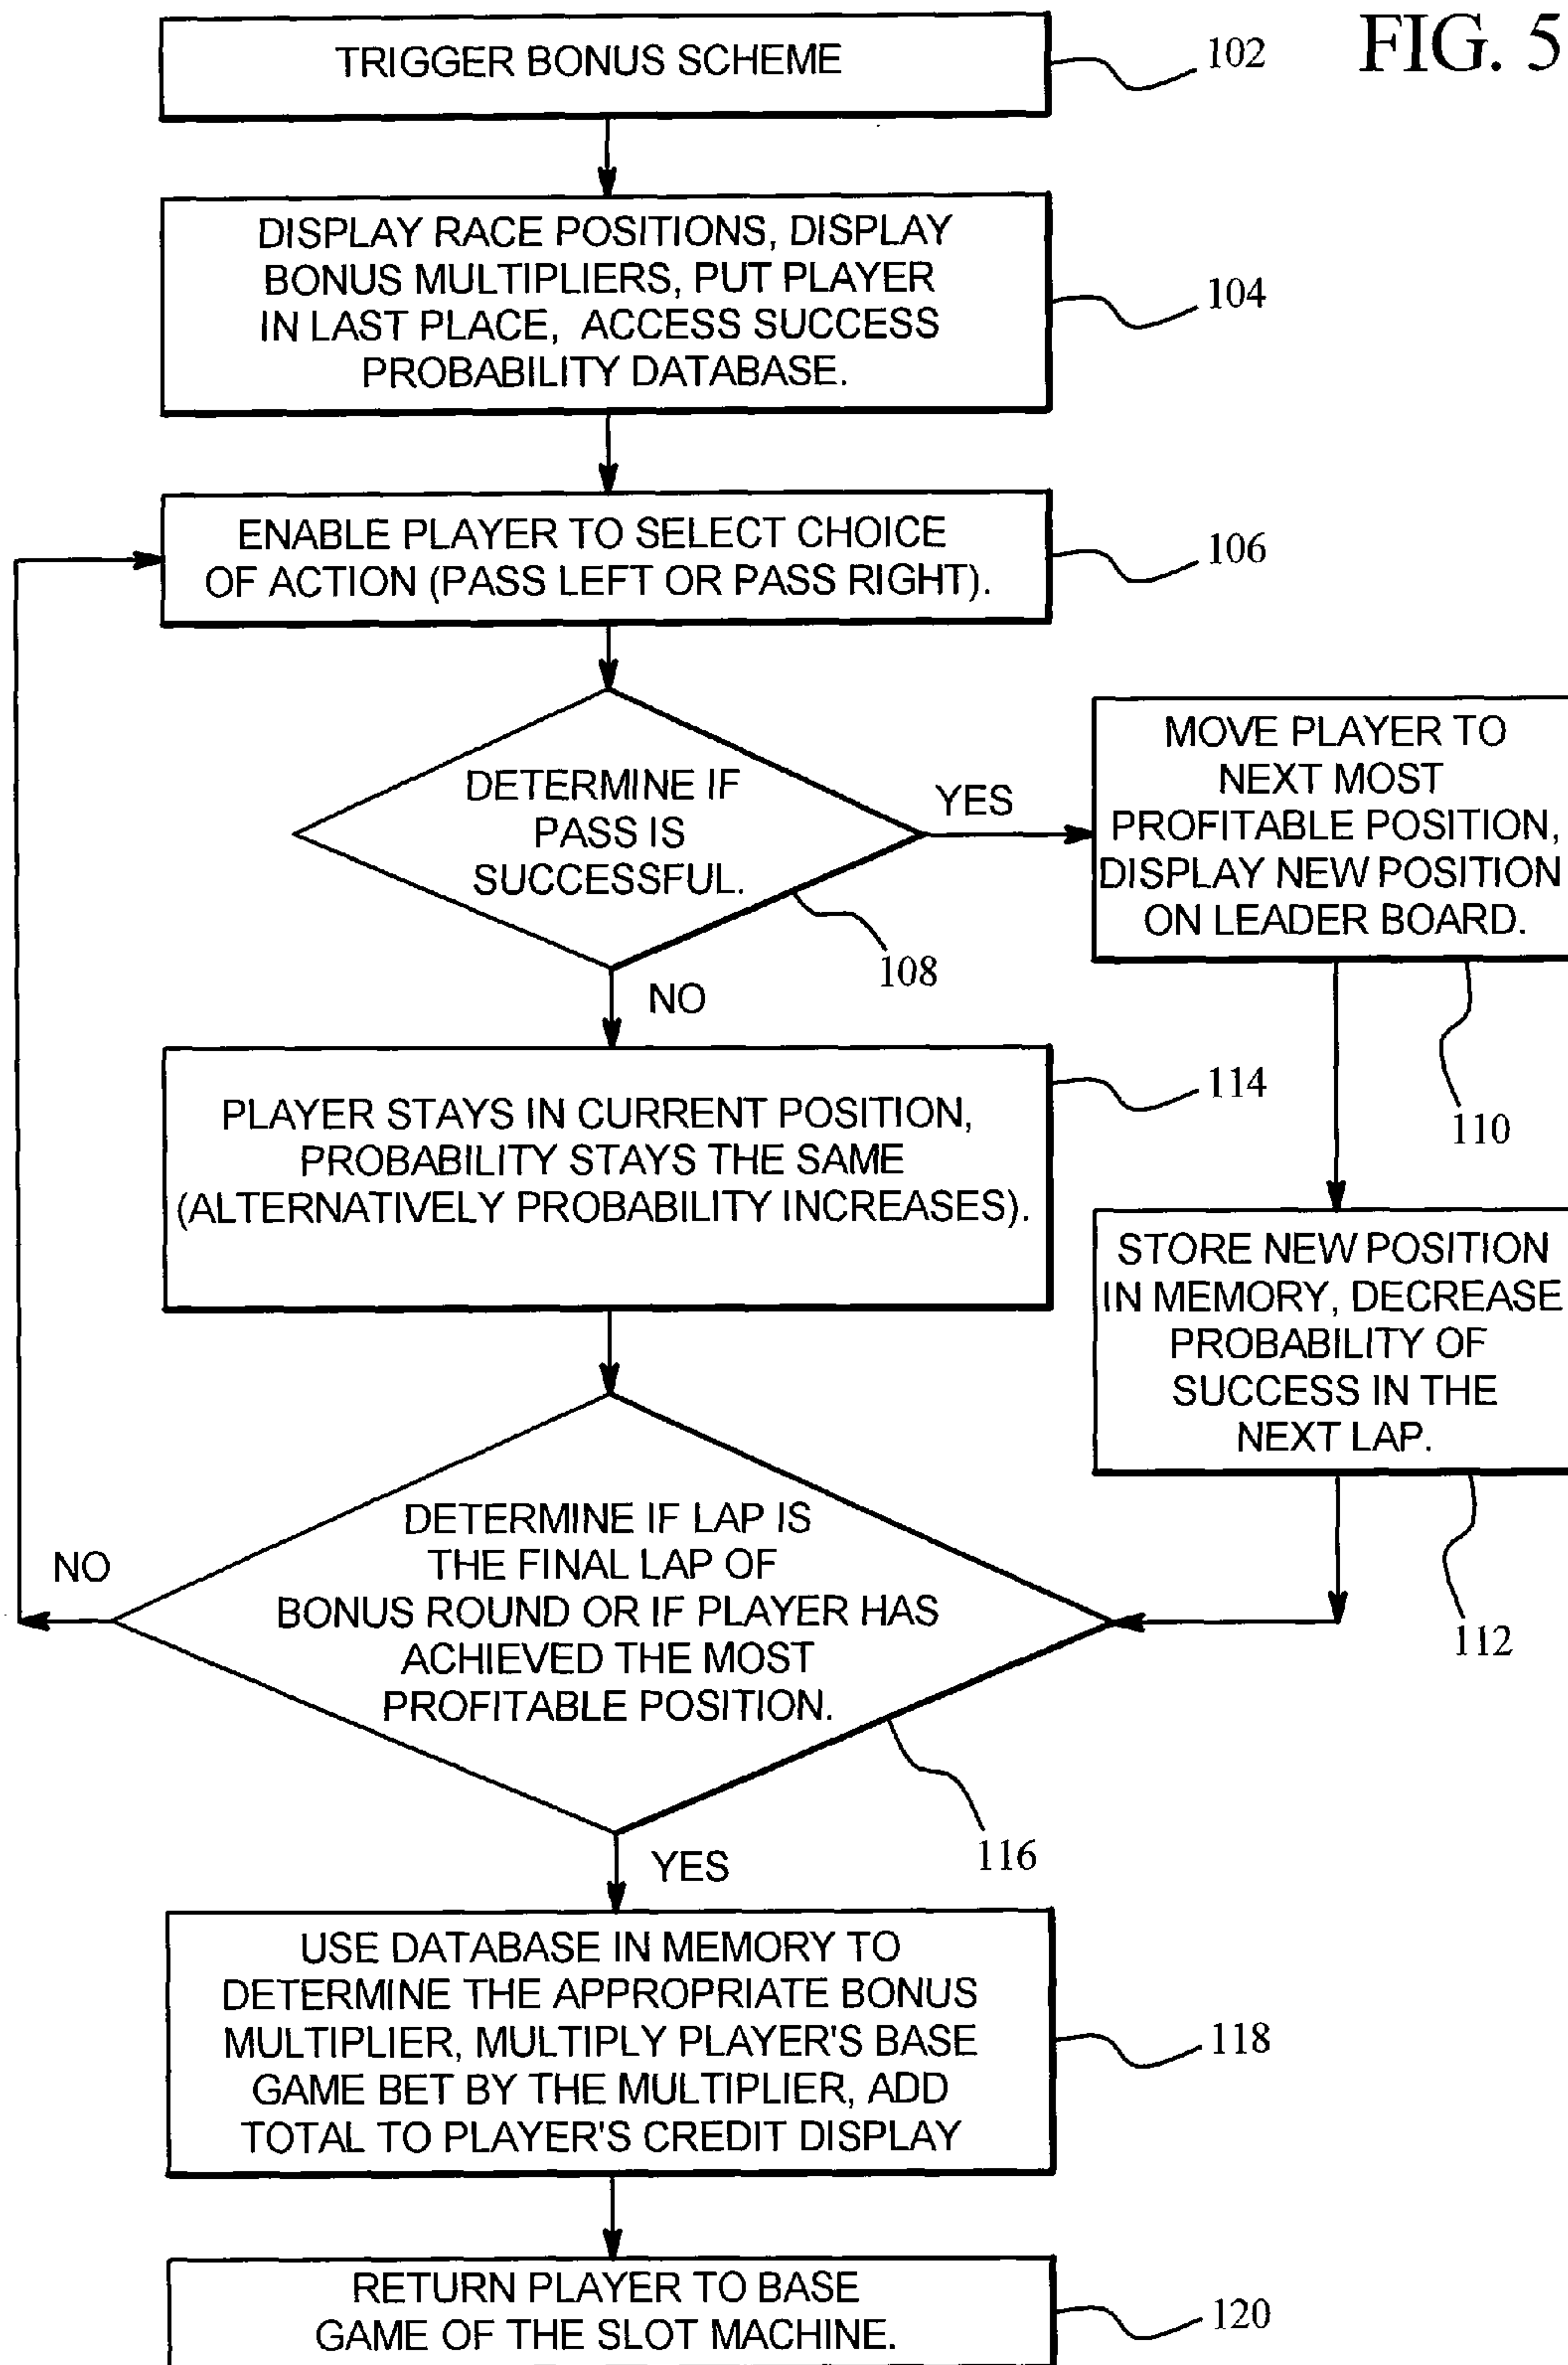 FIG. 5
TRIGGER BONUS SCHEME
102
DISPLAY RACE POSITIONS, DISPLAY
BONUS MULTIPLIERS, PUT PLAYER
IN LAST PLACE, ACCESS SUCCESS
PROBABILITY DATABASE.
104
ENABLE PLAYER TO SELECT CHOICE
OF ACTION (PASS LEFT OR PASS RIGHT).
106
DETERMINE IF
PASS IS
SUCCESSFUL.
108
YES
NO
MOVE PLAYER TO
NEXT MOST
PROFITABLE POSITION,
DISPLAY NEW POSITION
ON LEADER BOARD.
110
PLAYER STAYS IN CURRENT POSITION,
PROBABILITY STAYS THE SAME
(ALTERNATIVELY PROBABILITY INCREASES).
114
STORE NEW POSITION
IN MEMORY, DECREASE
PROBABILITY OF
SUCCESS IN THE
NEXT LAP.
112
DETERMINE IF LAP IS
THE FINAL LAP OF
BONUS ROUND OR IF PLAYER HAS
ACHIEVED THE MOST
PROFITABLE POSITION.
116
NO
YES
USE DATABASE IN MEMORY TO
DETERMINE THE APPROPRIATE BONUS
MULTIPLIER, MULTIPLY PLAYER'S BASE
GAME BET BY THE MULTIPLIER, ADD
TOTAL TO PLAYER'S CREDIT DISPLAY
118
RETURN PLAYER TO BASE
GAME OF THE SLOT MACHINE.
120